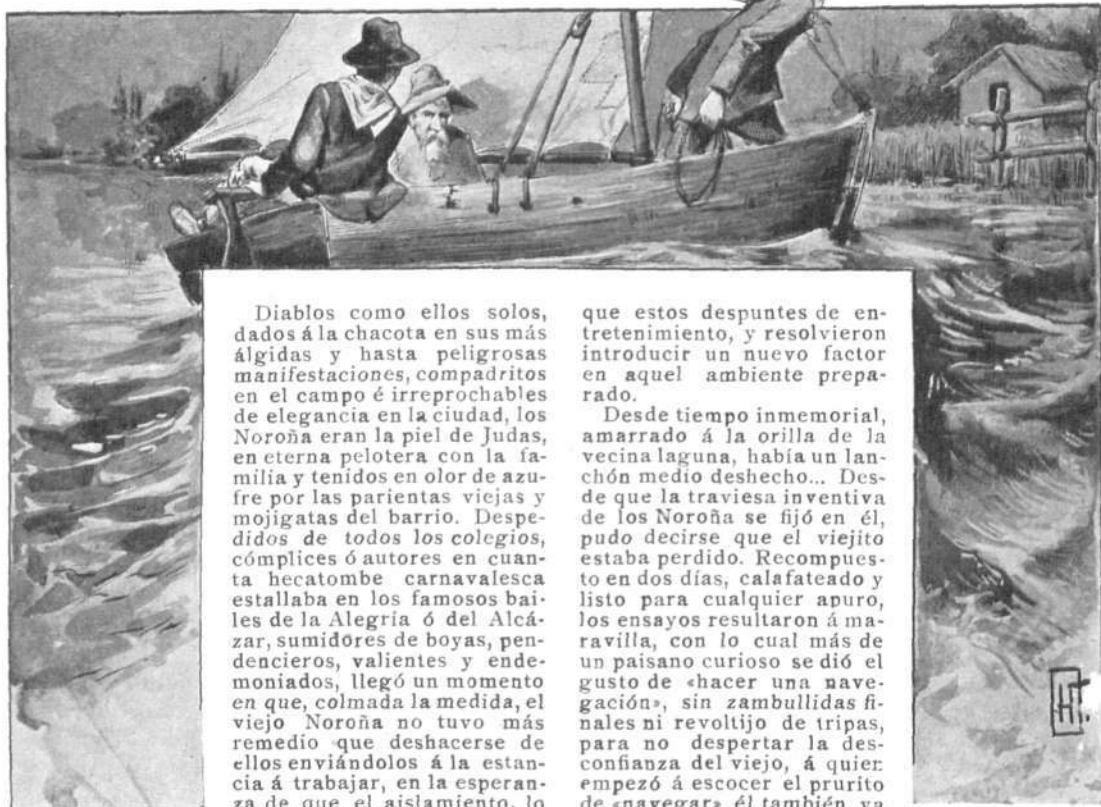 Diablos como ellos solos,
dados á la chacota en sus más
álgidas y hasta peligrosas
manifestaciones, compadritos
en el campo é irreprochables
de elegancia en la ciudad, los
Noroña eran la piel de Judas,
en eterna pelotera con la fa-
milia y tenidos en olor de azu-
fre por las parientas viejas y
mojigatas del barrio. Despe-
didos de todos los colegios,
cómplices ó autores en cuan-
ta hecatombe carnavalesca
estallaba en los famosos bai-
les de la Alegría ó del Alcá-
zar, sumidores de boyas, pen-
dencieros, valientes y ende-
moniados, llegó un momento
en que, colmada la medida, el
viejo Noroña no tuvo más
remedio que deshacerse de
ellos enviándolos á la estan-
cia á trabajar, en la esperan-
za de que el aislamiento, lo
que estos despuntes de en-
tretenimiento, y resolvieron
introducir un nuevo factor
en aquel ambiente prepa-
rado.
Desde tiempo inmemorial,
amarrado á la orilla de la
vecina laguna, había un lan-
chón medio deshecho... Des-
de que la traviesa inventiva
de los Noroña se fijó en él,
pudo decirse que el viejito
estaba perdido. Recompues-
to en dos días, calafateado y
listo para cualquier apuro,
los ensayos resultaron á ma-
ravilla, con lo cual más de
un paisano curioso se dió el
gusto de «hacer una nave-
gación», sin zambullidas fi-
nales ni revoltijo de tripas,
para no despertar la des-
confianza del viejo, á quien
empezó á escocer el prurito
de «navegar» él también, ya